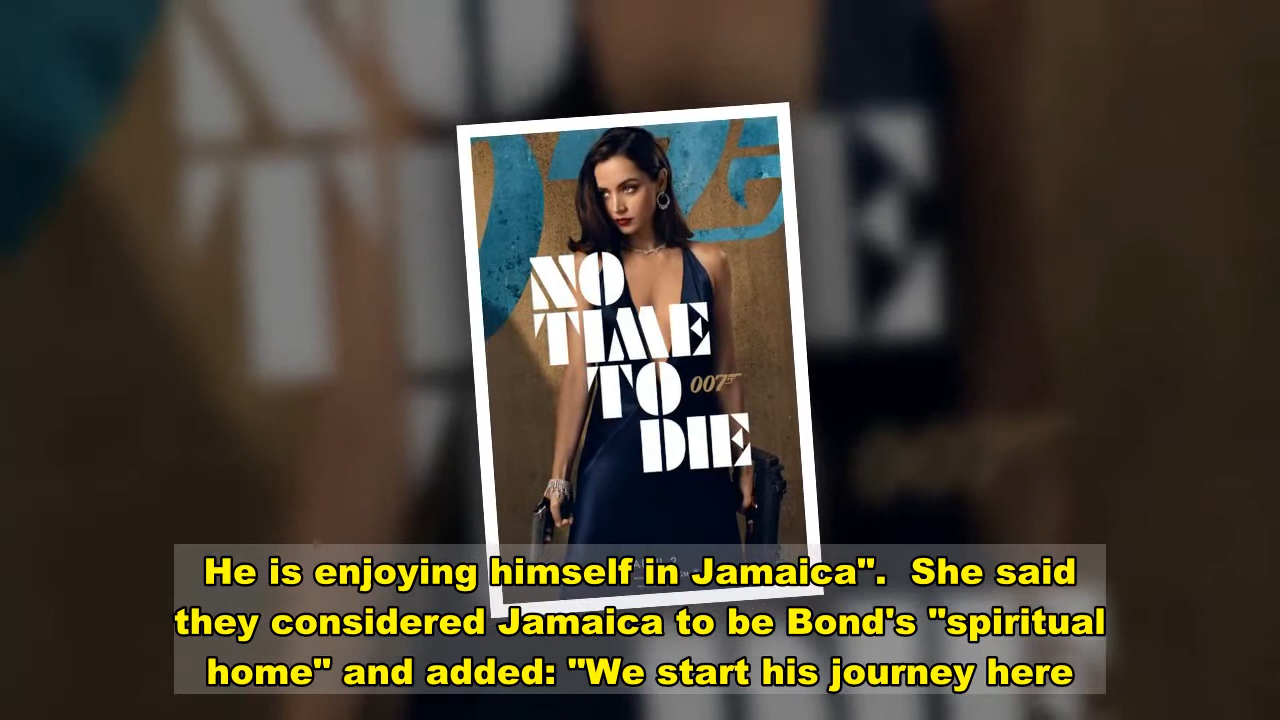 NO
TIME
TO 007
DIE
He is enjoying himself in Jamaica".  She said
they considered Jamaica to be Bond's "spiritual
home" and added: "We start his journey here